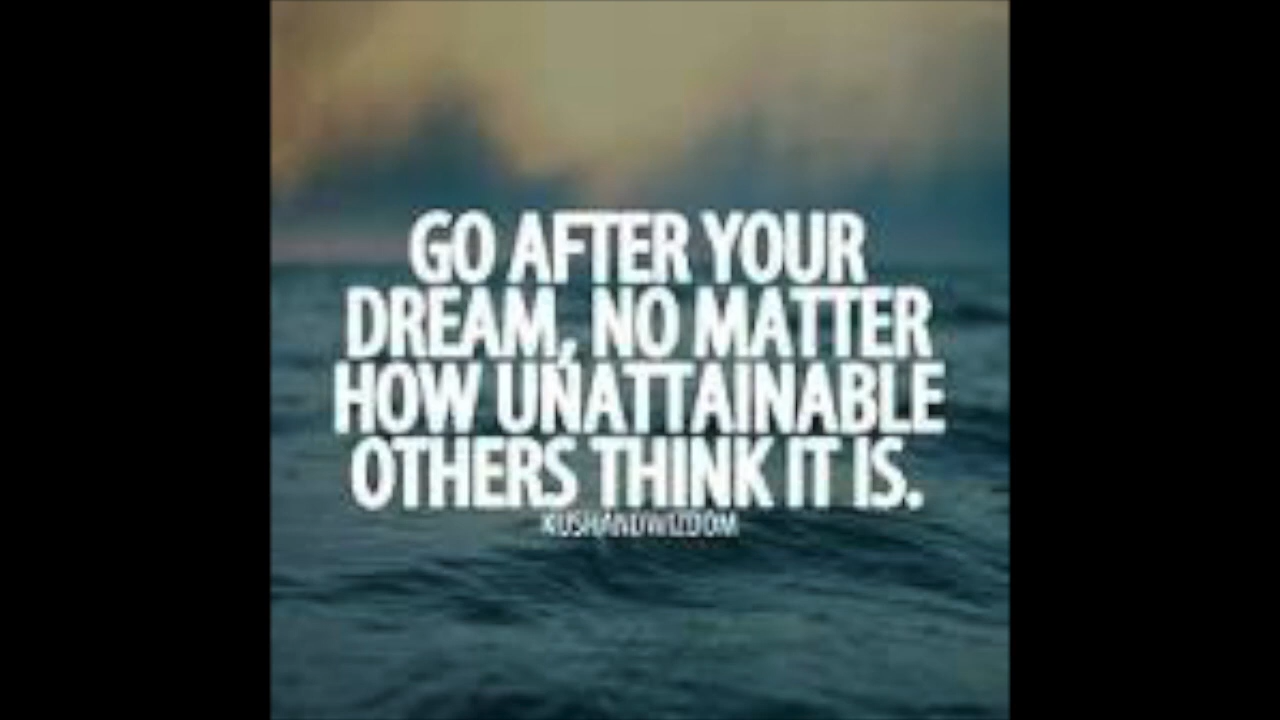 GO AFTER YOUR
DREAM, NO MATTER
HOW UNATTAINABLE
OTHERS THINK IT IS.
KUSHANDWIZDOM